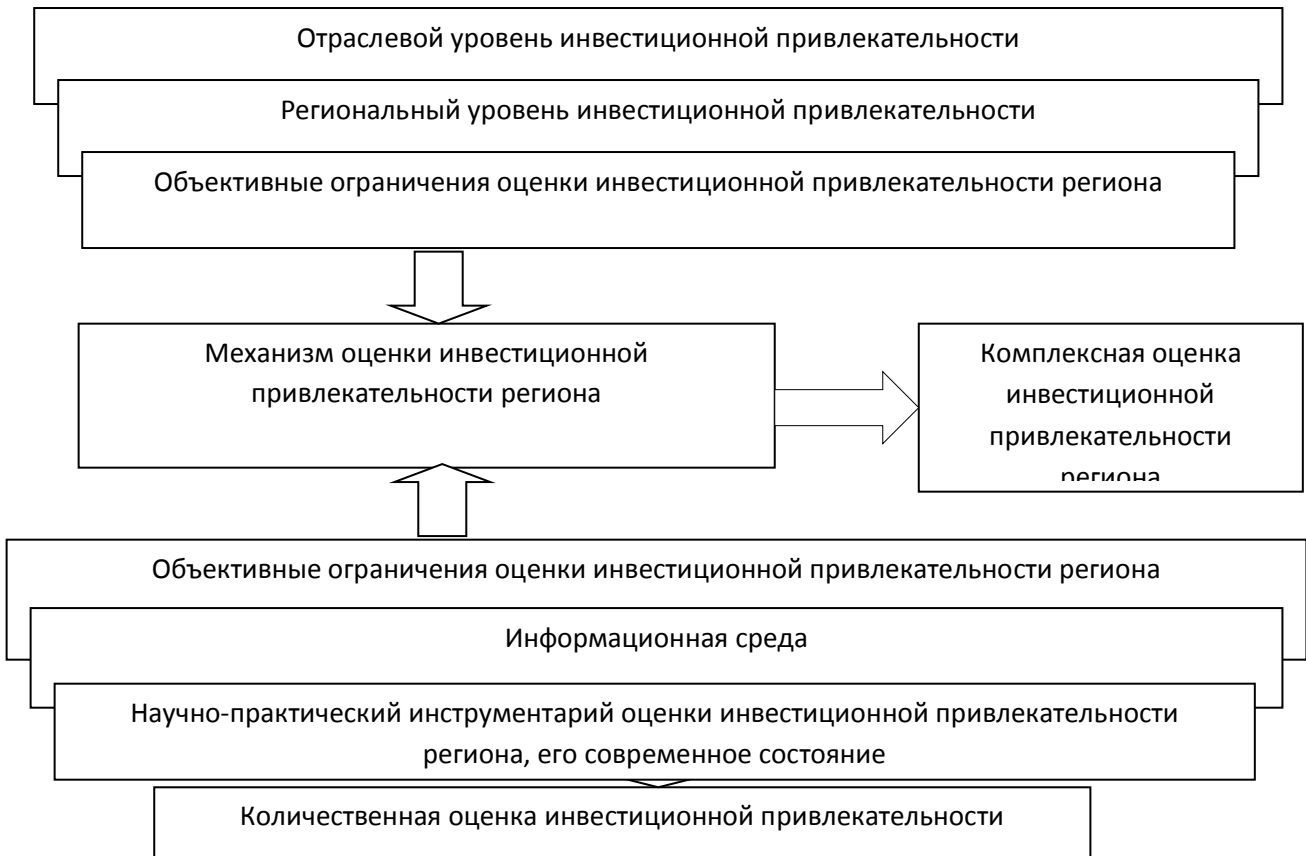 Отраслевой уровень инвестиционной привлекательности
Региональный уровень инвестиционной привлекательности
Объективные ограничения оценки инвестиционной привлекательности региона
Механизм оценки инвестиционной
привлекательности региона
Комплексная оценка
инвестиционной
привлекательности
региона
Объективные ограничения оценки инвестиционной привлекательности региона
Информационная среда
Научно-практический инструментарий оценки инвестиционной привлекательности
региона, его современное состояние
Количественная оценка инвестиционной привлекательности